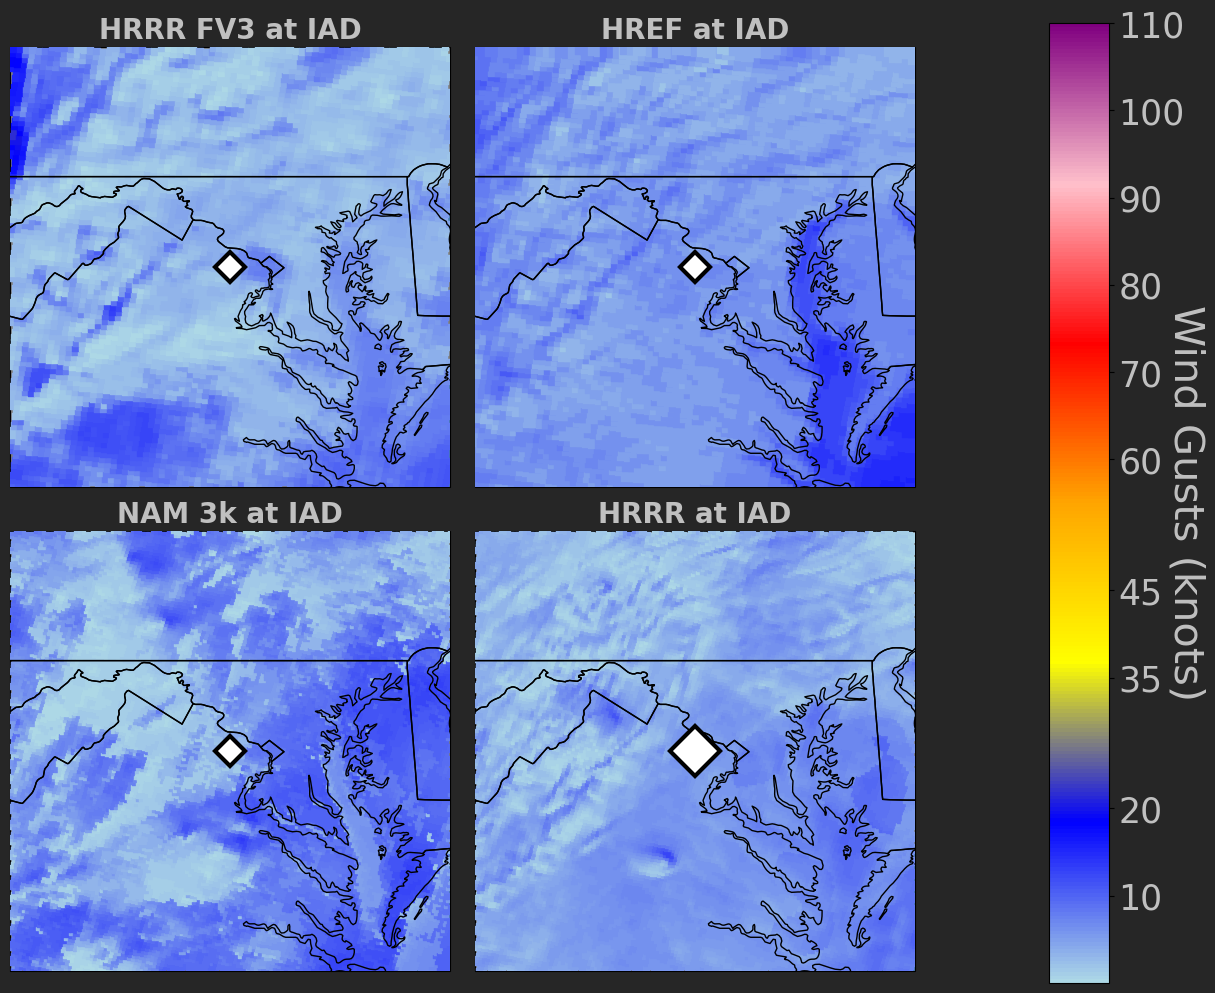 HRRR FV3 at IAD
HREF at IAD
NAM 3k at IAD
HRRR at IAD
110
100
90
80
70
60
45
35
20
10
Wind Gusts (knots)